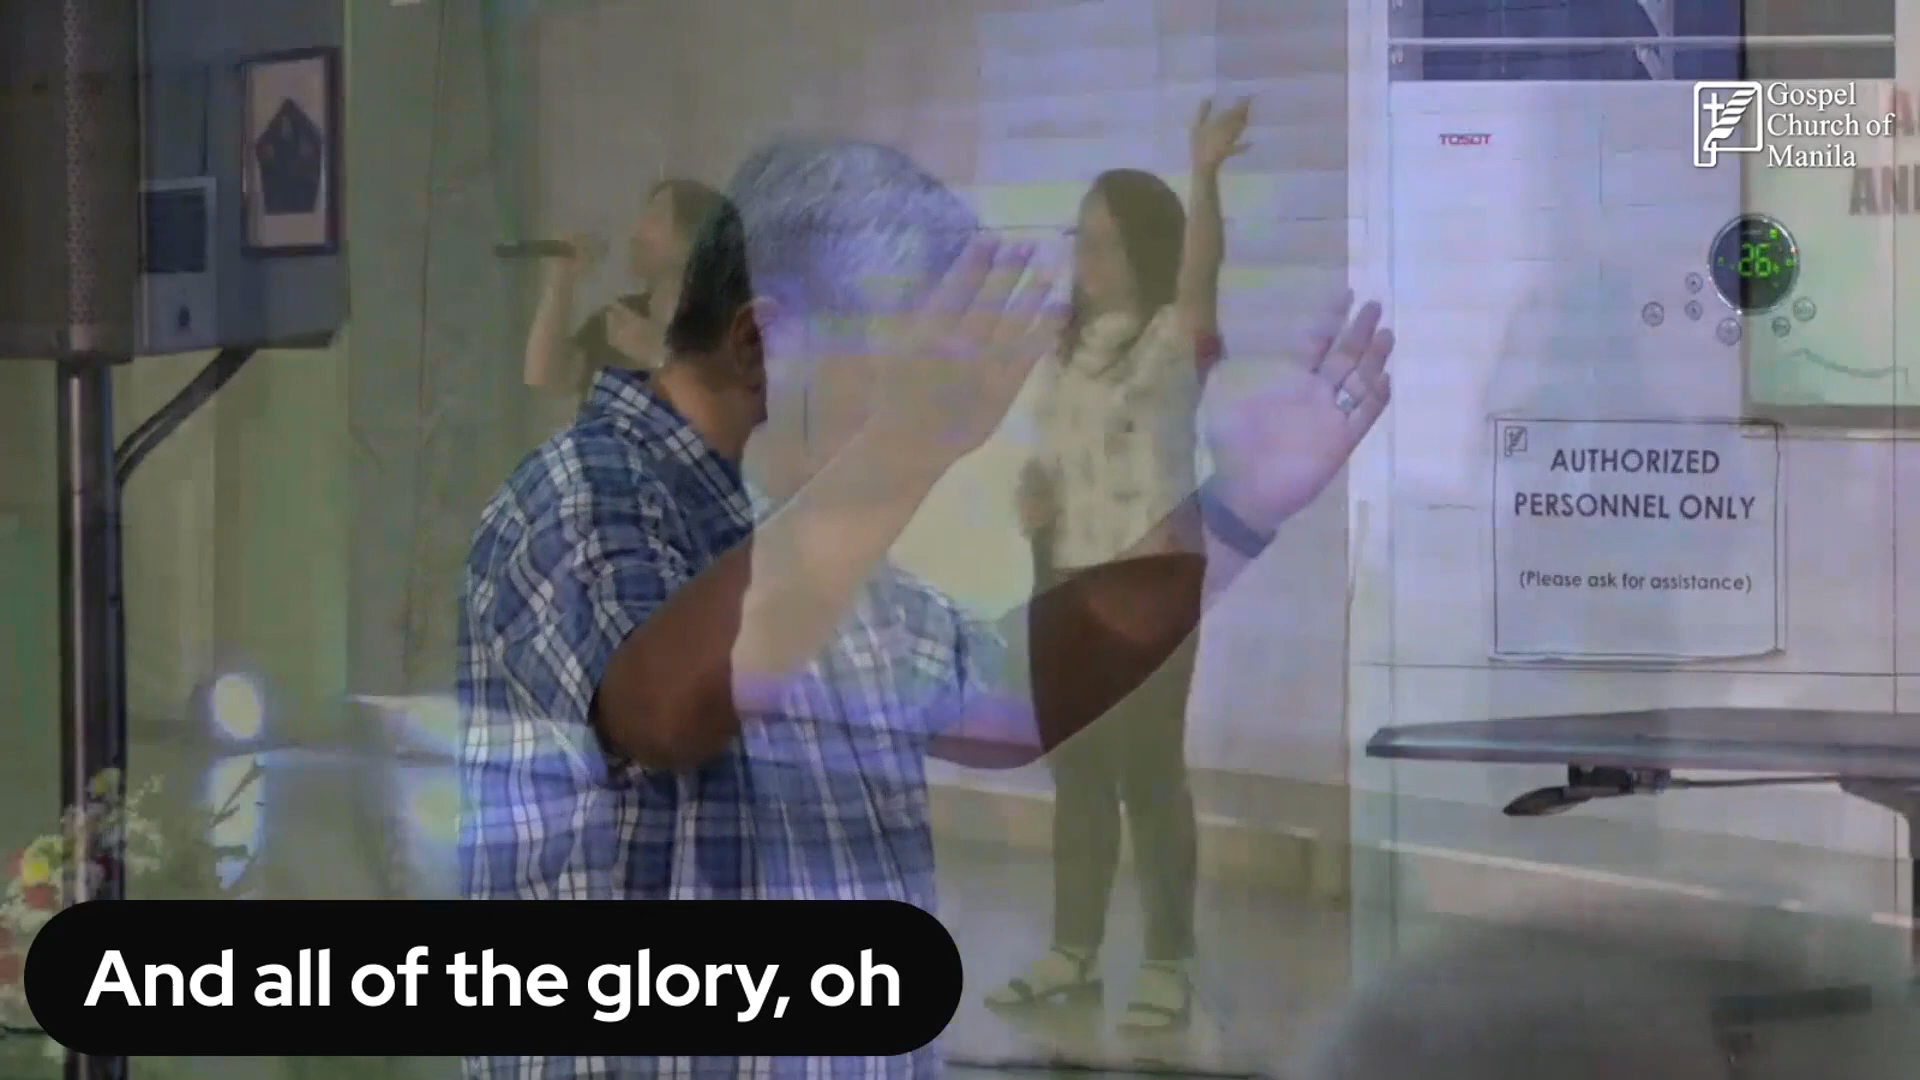 Gospel
Church of
Manila
TOSOT
AN
26
AUTHORIZED
PERSONNEL ONLY
(Please ask for assistance)
And all of the glory, oh